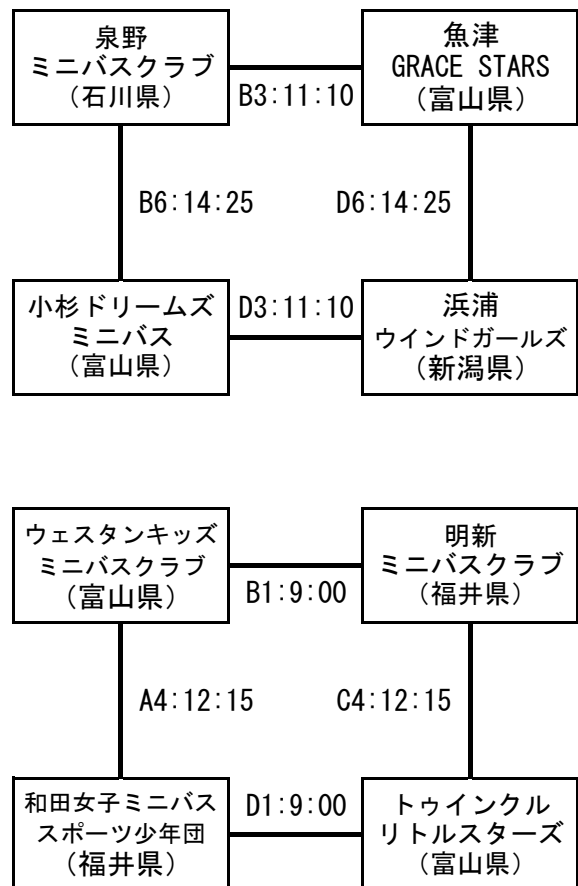 泉野
ミニバスクラブ
（石川県）
B3:11:10
魚津
GRACE STARS
（富山県）
B6:14:25
D6:14:25
小杉ドリームズ
ミニバス
（富山県）
D3:11:10
浜浦
ウインドガールズ
（新潟県）
ウェスタンキッズ
ミニバスクラブ
（富山県）
B1:9:00
明新
ミニバスクラブ
（福井県）
A4:12:15
C4:12:15
和田女子ミニバス
スポーツ少年団
（福井県）
D1:9:00
トゥインクル
リトルスターズ
（富山県）